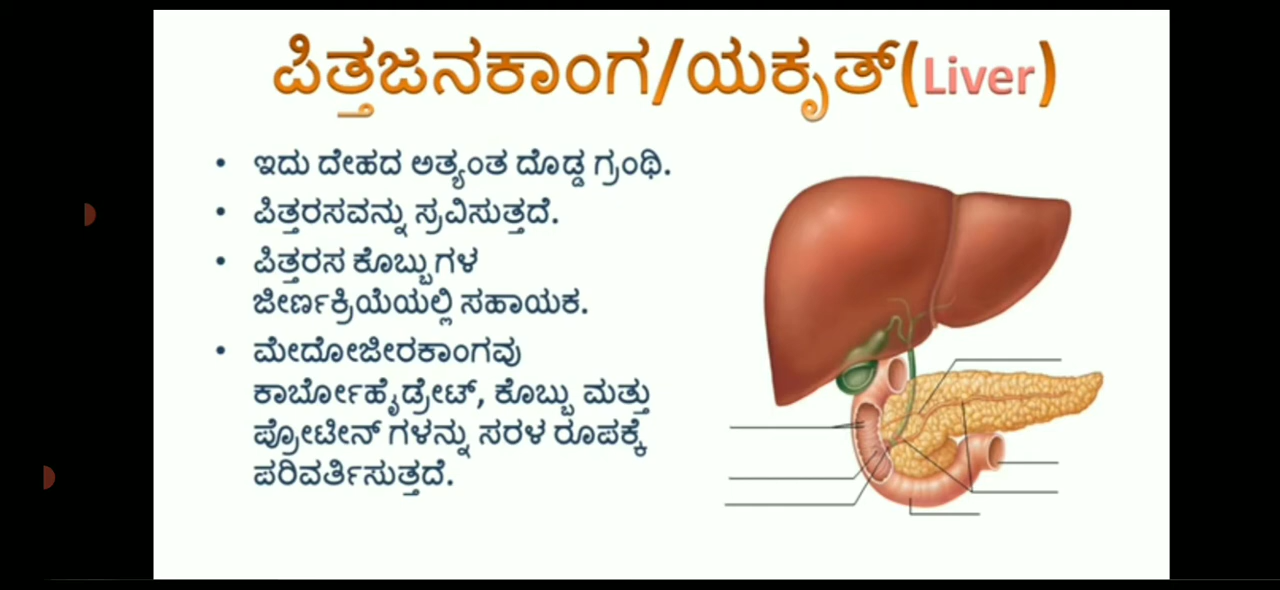 ಪಿತ್ತಜನಕಾಂಗ/ಯಕೃತ್(Liver)
• ಇದು ದೇಹದ ಅತ್ಯಂತ ದೊಡ್ಡ ಗ್ರಂಥಿ.
• ಪಿತ್ತರಸವನ್ನು ಸ್ರವಿಸುತ್ತದೆ.
• ಪಿತ್ತರಸ ಕೊಬ್ಬುಗಳ
ಜೀರ್ಣಕ್ರಿಯೆಯಲ್ಲಿ ಸಹಾಯಕ.
• ಮೇದೋಜೀರಕಾಂಗವು
ಕಾರ್ಬೋಹೈಡ್ರೇಟ್, ಕೊಬ್ಬು ಮತ್ತು
ಪ್ರೋಟೀನ್ ಗಳನ್ನು ಸರಳ ರೂಪಕ್ಕೆ
ಪರಿವರ್ತಿಸುತ್ತದೆ.